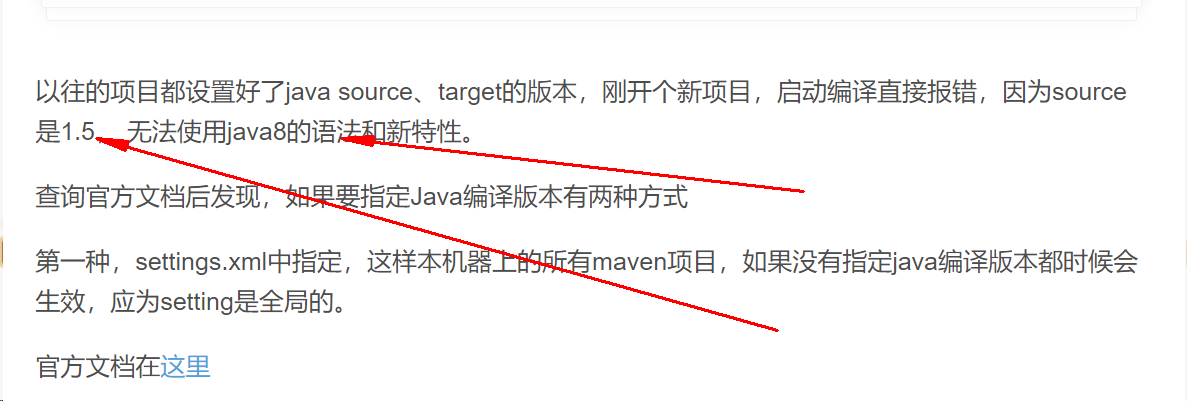 以往的项目都设置好了java source、target的版本，刚开个新项目，启动编译直接报错，因为source
是1.5， 无法使用java8的语法和新特性。
查询官方文档后发现，如果要指定Java编译版本有两种方式
第一种，settings.xml中指定，这样本机器上的所有maven项目，如果没有指定java编译版本都时候会
生效，应为setting是全局的。
官方文档在这里